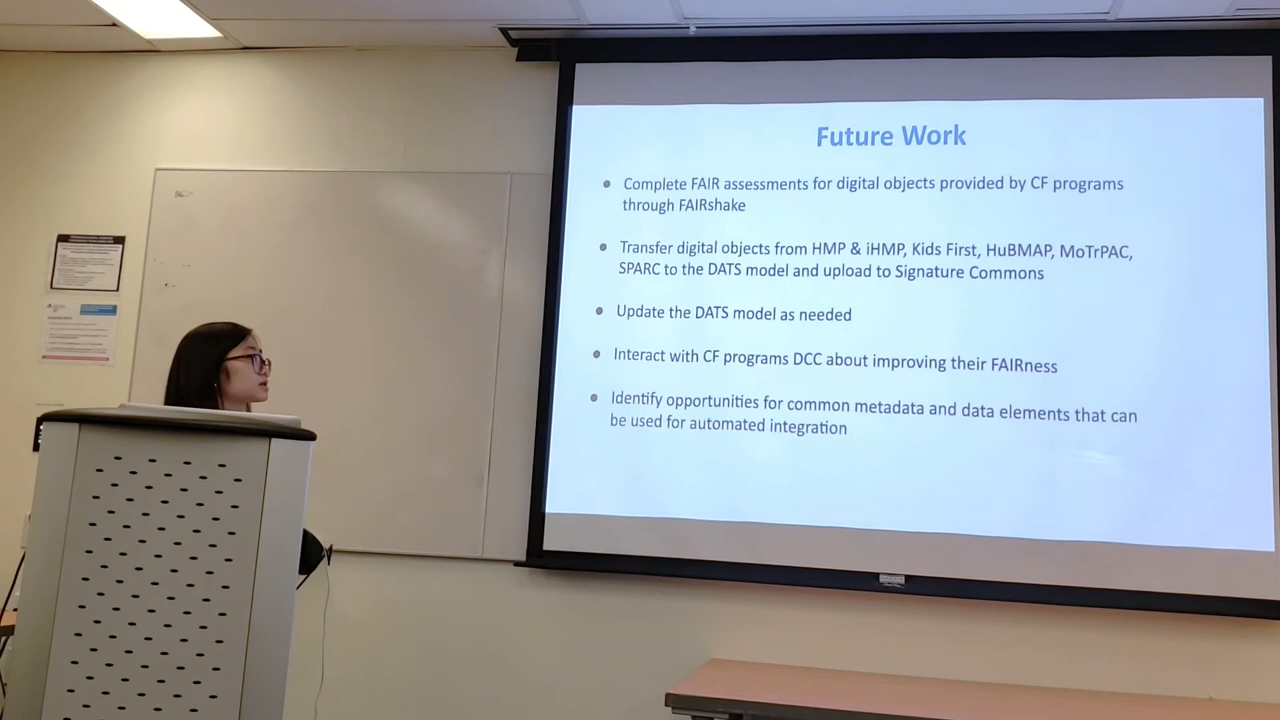 Future Work
Complete FAIR assessments for digital objects provided by CF programs
through FAIRshake
Transfer digital objects from HMP & iHMP, Kids First, HuBMAP, MoTrPAC,
SPARC to the DATS model and upload to Signature Commons
Update the DATS model as needed
Interact with CF programs DCC about improving their FAIRness
Identify opportunities for common metadata and data elements that can
be used for automated integration